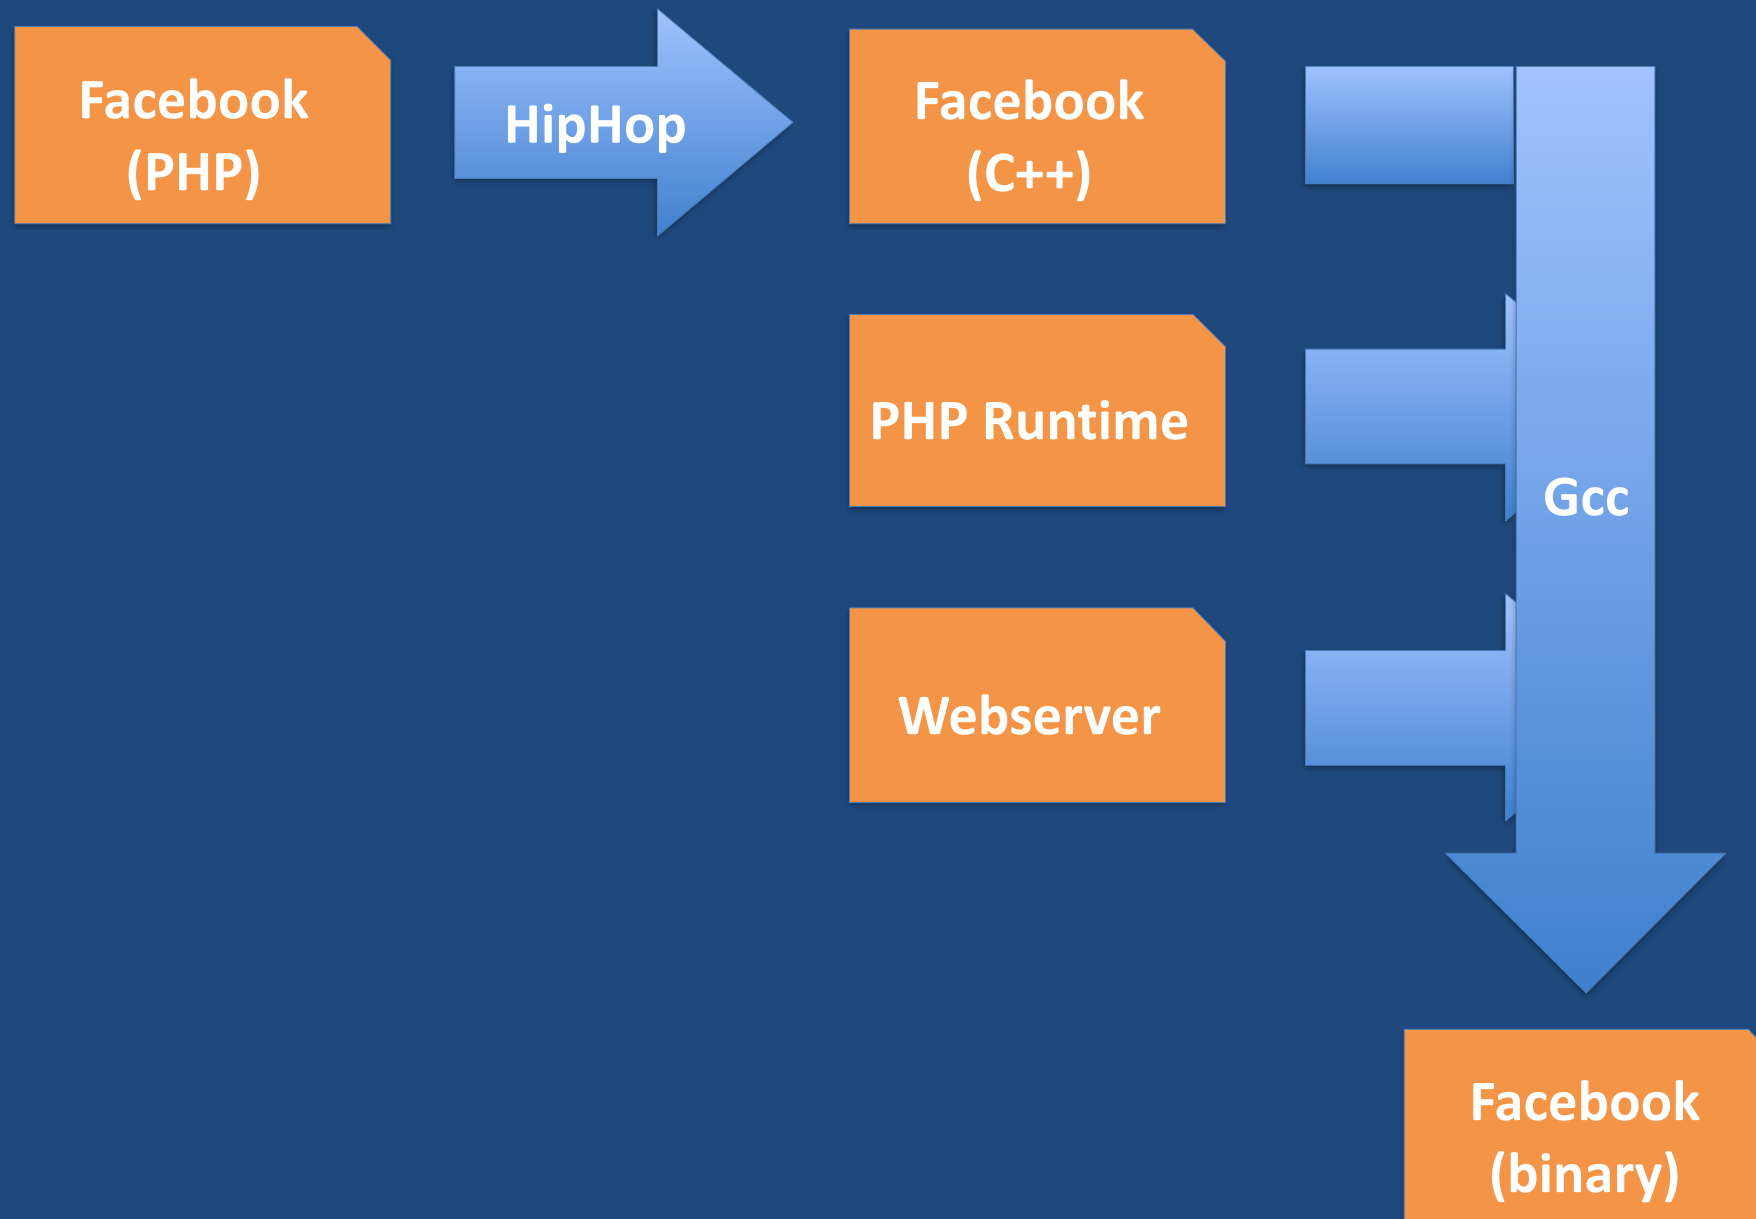 Facebook
(PHP)
HipHop
Facebook
(C++)
PHP Runtime
Gcc
Webserver
Facebook
(binary)